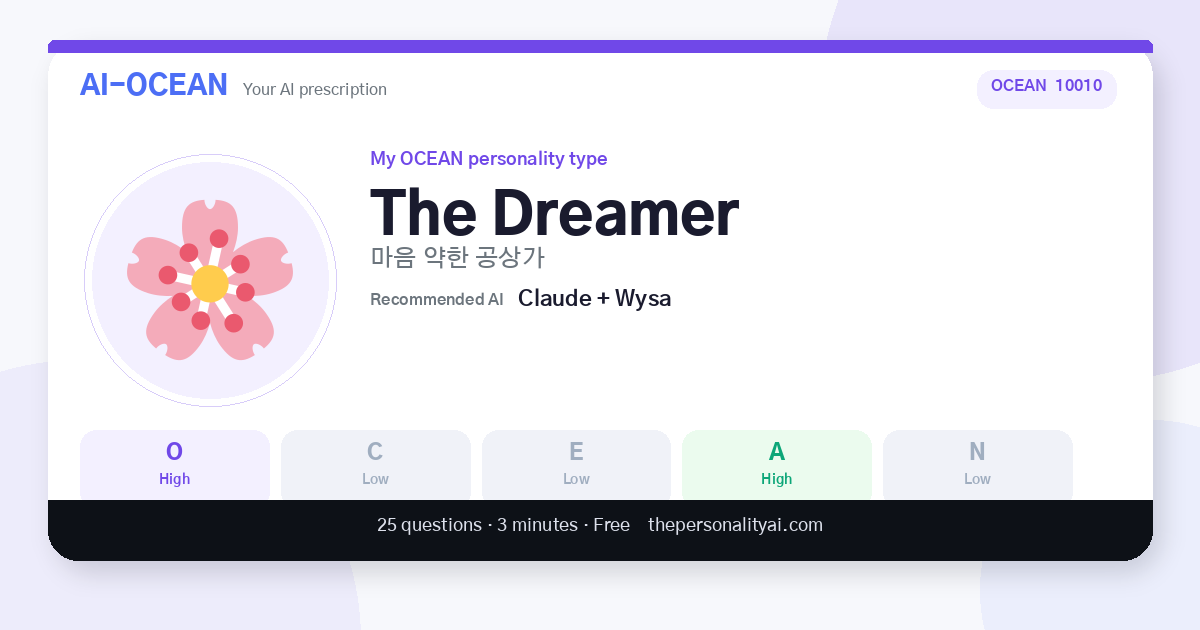 AI-OCEAN Your AI prescription OCEAN 10010
My OCEAN personality type
The Dreamer
마음 약한 공상가
Recommended AI Claude + Wysa
O C E A N
High Low Low High Low
25 questions · 3 minutes · Free thepersonalityai.com